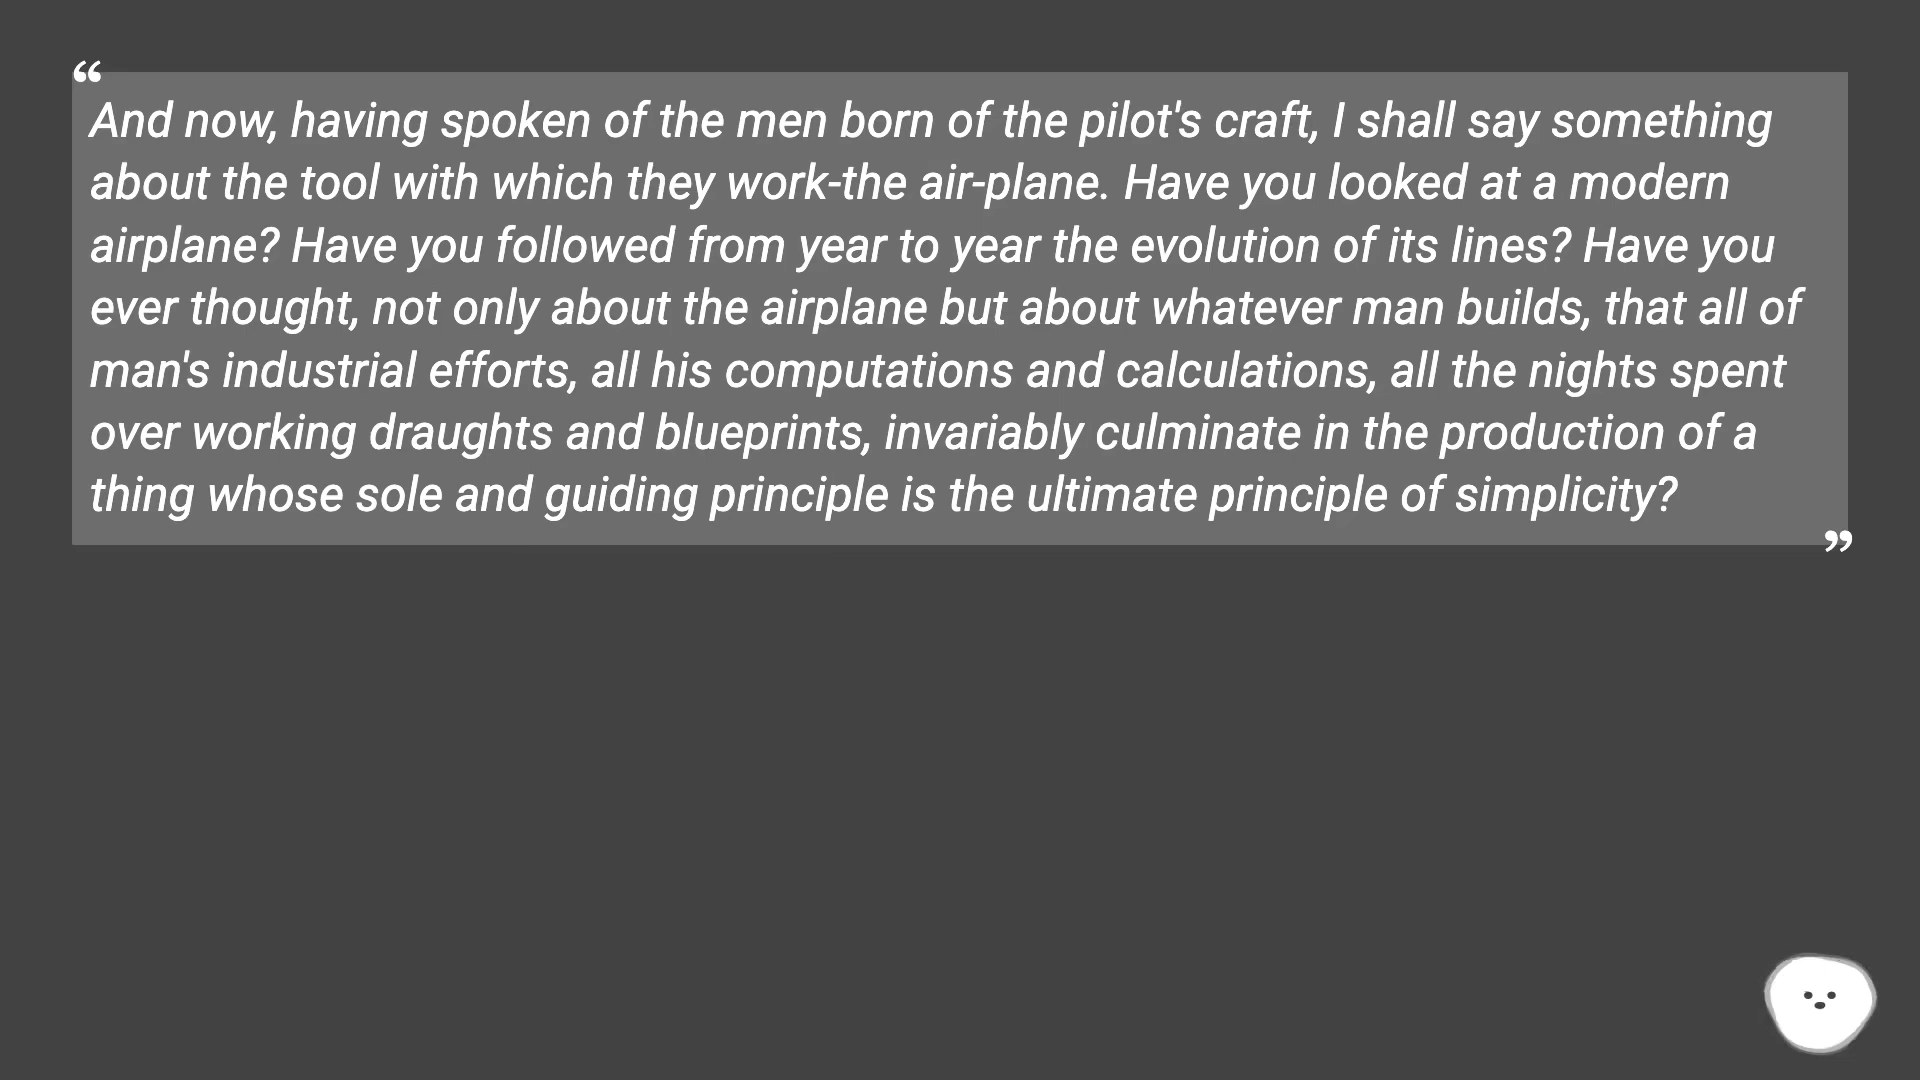 “
And now, having spoken of the men born of the pilot's craft, I shall say something
about the tool with which they work-the air-plane. Have you looked at a modern
airplane? Have you followed from year to year the evolution of its lines? Have you
ever thought, not only about the airplane but about whatever man builds, that all of
man's industrial efforts, all his computations and calculations, all the nights spent
over working draughts and blueprints, invariably culminate in the production of a
thing whose sole and guiding principle is the ultimate principle of simplicity?
”